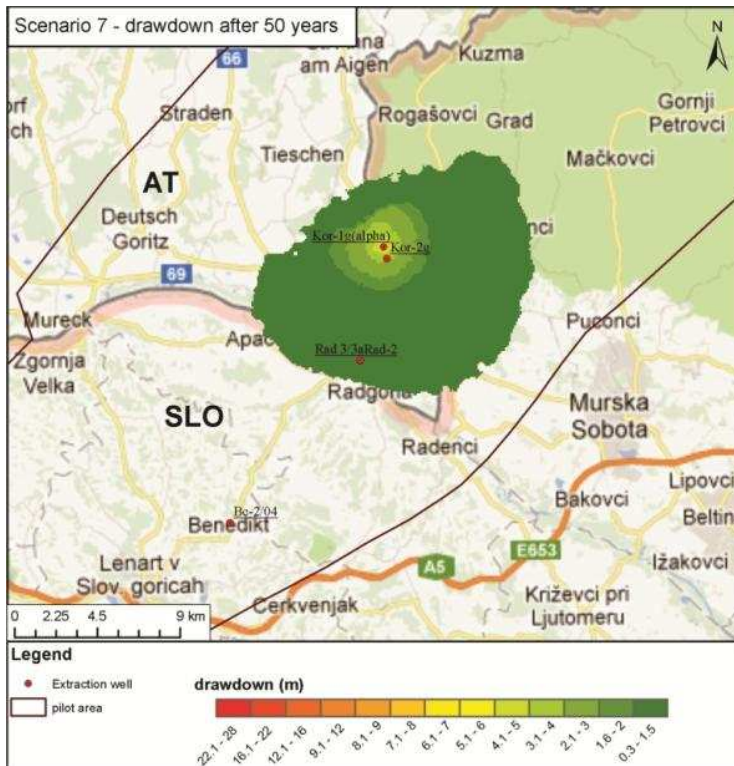 Scenario 7 - drawdown after 50 years
N
66
am Aigen
Kuzma
Straden
Rogašovci
Grad
Gornji
Petrovci
Tieschen
Mačkovci
AT
Deutsch
Goritz
Kor-1g(alpha)
Kor-2g
nci
69
Mureck
Apac
Puconci
Zgornja
Velka
Rad 3/3aRad-2
Radgona
SLO
Murska
Sobota
Radenci
Lipovci
Bakovci
Beltin
Be-2/04
Benedikt
E653
Lenart v
Slov. goricah
A5
Ižakovci
Cerkvenjak
Križevci pri
Ljutomeru
0 2.25 4.5 9 km
Legend
Extraction well
pilot area
drawdown (m)
22.1 - 28
16.1 - 22
12.1 - 16
9.1 - 12
8.1 - 9
7.1 - 8
6.1 - 7
5.1 - 6
4.1 - 5
3.1 - 4
2.1 - 3
1.6 - 2
0.3 - 1.5